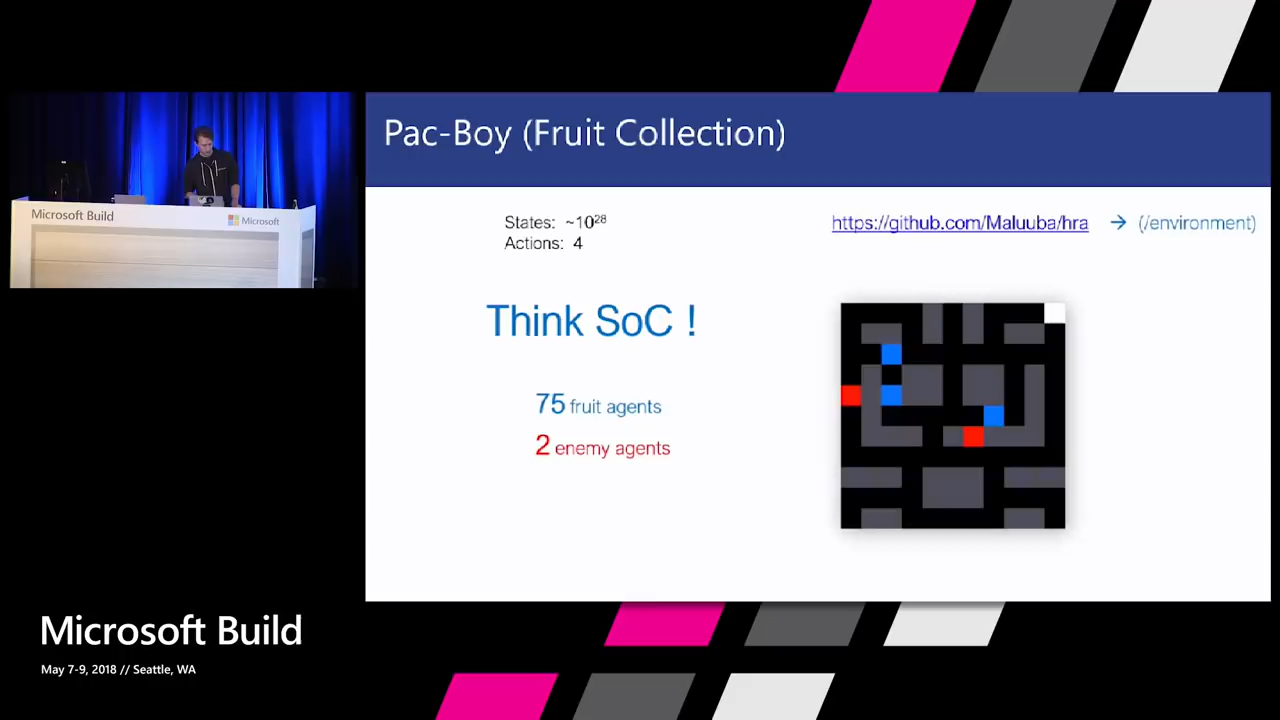 Pac-Boy (Fruit Collection)
Microsoft Build
Microsoft
States: ~10²⁸
Actions: 4
https://github.com/Maluuba/hra → (/environment)
Think SoC !
75 fruit agents
2 enemy agents
Microsoft Build
May 7-9, 2018 // Seattle, WA